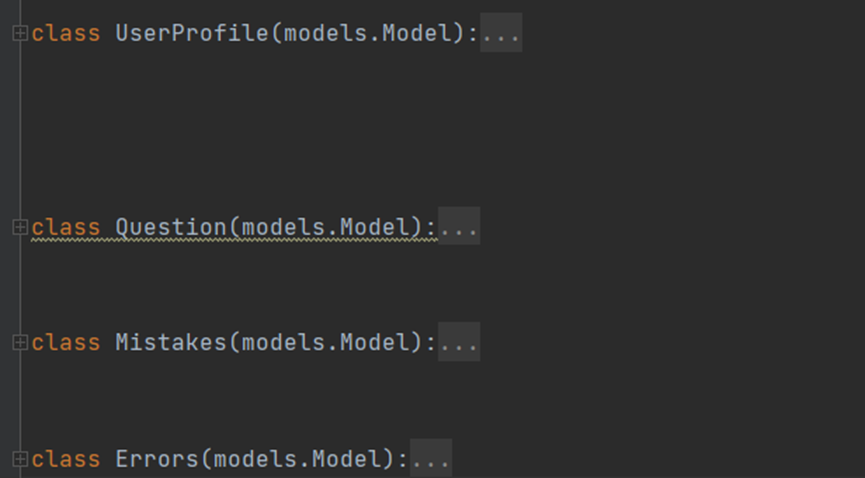 class UserProfile(models.Model):...
class Question(models.Model):...
class Mistakes(models.Model):...
class Errors(models.Model):...